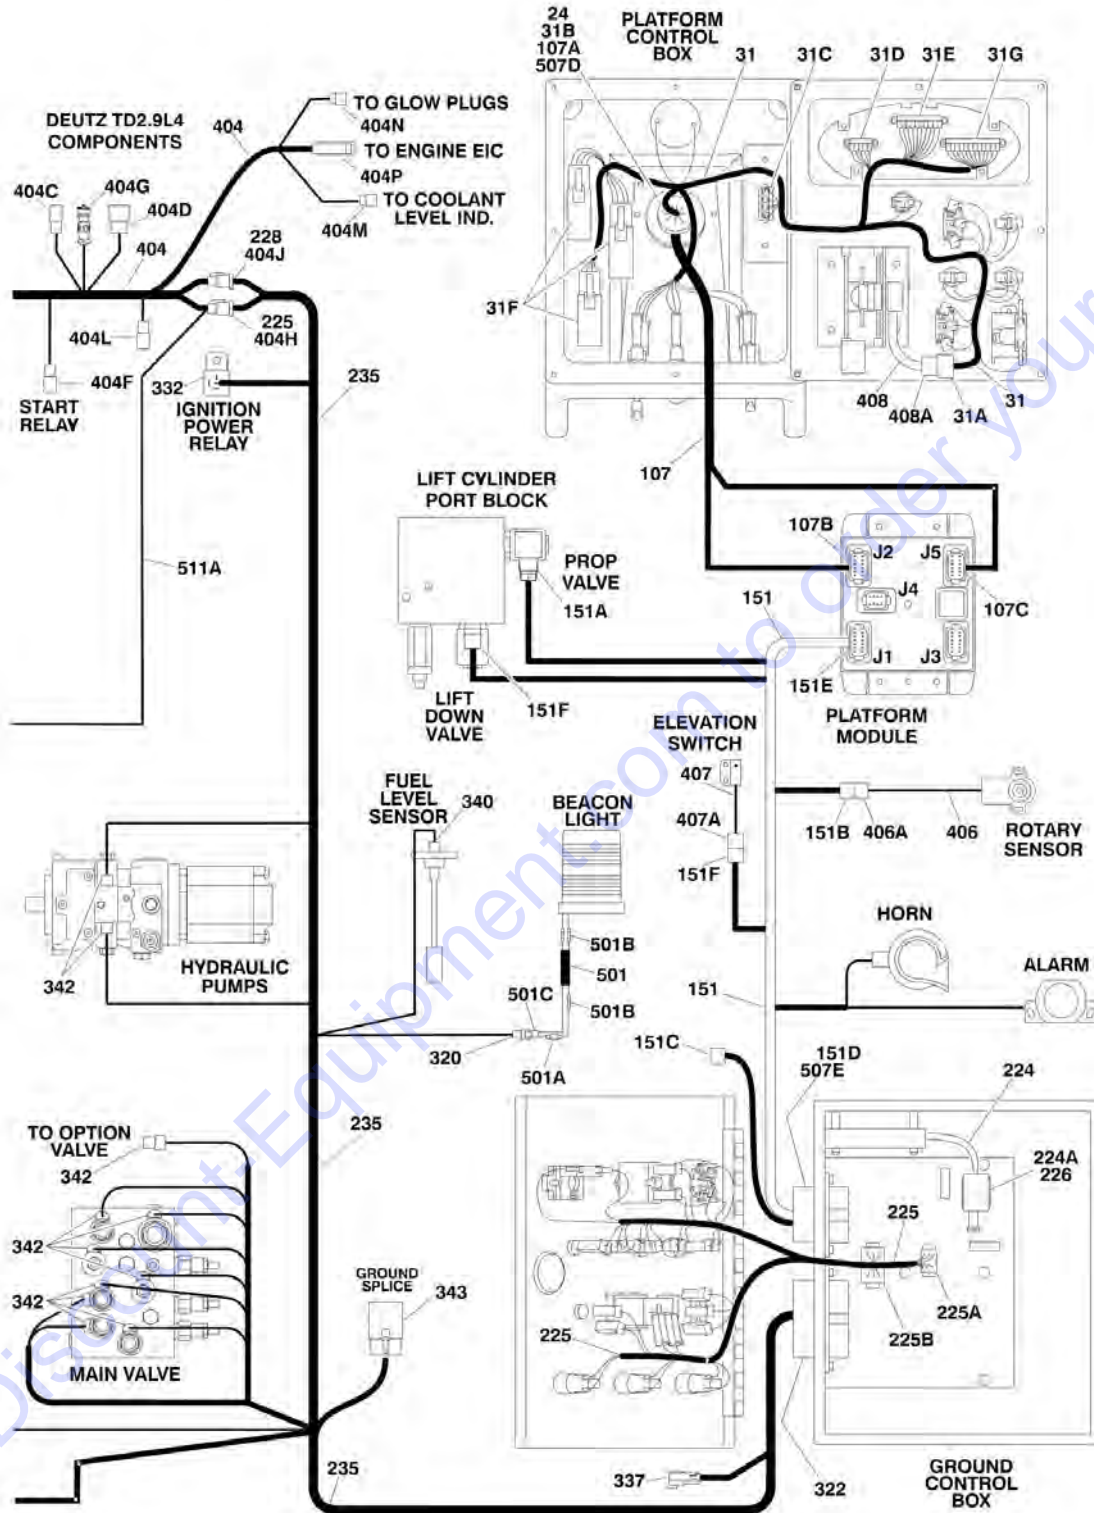 24
31B
107A
507D
PLATFORM
CONTROL
BOX
31
31C
31D
31E
31G
DEUTZ TD2.9L4
COMPONENTS
404
TO GLOW PLUGS
404N
TO ENGINE EIC
404P
TO COOLANT
LEVEL IND.
404M
404C
404G
404D
404
228
404J
31F
404L
225
404H
404F
START
RELAY
332
IGNITION
POWER
RELAY
235
408
408A
31A
31
107
LIFT CYLINDER
PORT BLOCK
107B
J2
J5
J4
J1
J3
107C
511A
PROP
VALVE
151A
151
151E
PLATFORM
MODULE
LIFT
DOWN
VALVE
151F
ELEVATION
SWITCH
407
407A
151F
FUEL
LEVEL
SENSOR
340
BEACON
LIGHT
151B
406A
406
ROTARY
SENSOR
HORN
ALARM
342
HYDRAULIC
PUMPS
501B
501
501C
501B
151
320
501A
151C
151D
507E
224
235
TO OPTION
VALVE
342
224A
226
225
342
342
GROUND
SPLICE
343
225
225A
225B
MAIN VALVE
235
337
322
GROUND
CONTROL
BOX
Discount-Equipment.com to order your